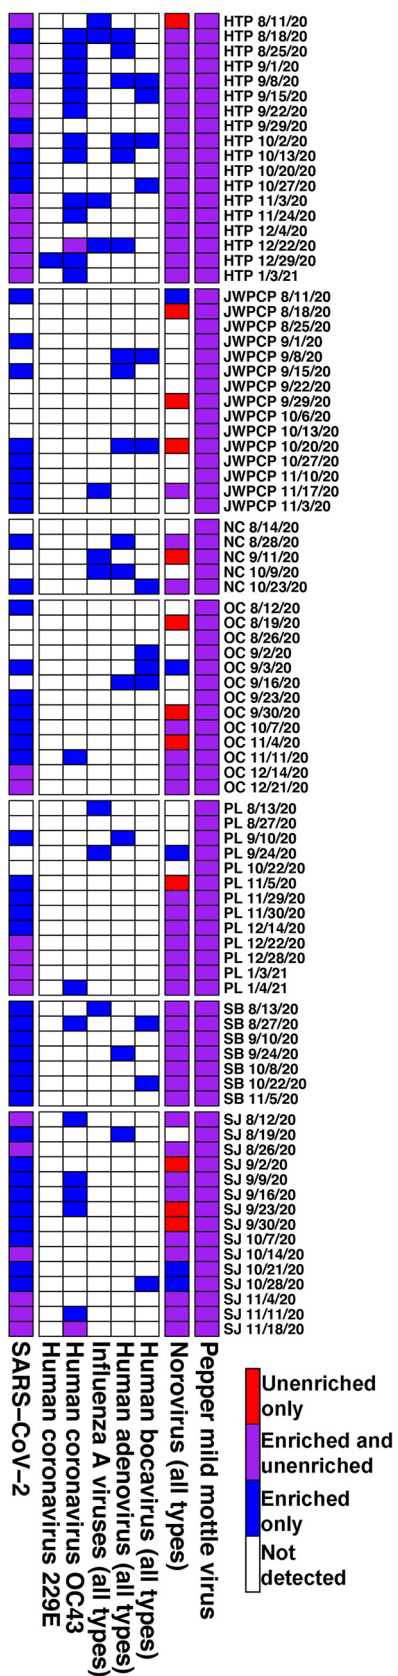 HTP 8/11/20
HTP 8/18/20
HTP 8/25/20
HTP 9/1/20
HTP 9/8/20
HTP 9/15/20
HTP 9/22/20
HTP 9/29/20
HTP 10/2/20
HTP 10/13/20
HTP 10/20/20
HTP 10/27/20
HTP 11/3/20
HTP 11/24/20
HTP 12/4/20
HTP 12/22/20
HTP 12/29/20
HTP 1/3/21
JWPCP 8/11/20
JWPCP 8/18/20
JWPCP 8/25/20
JWPCP 9/1/20
JWPCP 9/8/20
JWPCP 9/15/20
JWPCP 9/22/20
JWPCP 9/29/20
JWPCP 10/6/20
JWPCP 10/13/20
JWPCP 10/20/20
JWPCP 10/27/20
JWPCP 11/10/20
JWPCP 11/17/20
JWPCP 11/3/20
NC 8/14/20
NC 8/28/20
NC 9/11/20
NC 10/9/20
NC 10/23/20
OC 8/12/20
OC 8/19/20
OC 8/26/20
OC 9/2/20
OC 9/3/20
OC 9/16/20
OC 9/23/20
OC 9/30/20
OC 10/7/20
OC 11/4/20
OC 11/11/20
OC 12/14/20
OC 12/21/20
PL 8/13/20
PL 8/27/20
PL 9/10/20
PL 9/24/20
PL 10/22/20
PL 11/5/20
PL 11/29/20
PL 11/30/20
PL 12/14/20
PL 12/22/20
PL 12/28/20
PL 1/3/21
PL 1/4/21
SB 8/13/20
SB 8/27/20
SB 9/10/20
SB 9/24/20
SB 10/8/20
SB 10/22/20
SB 11/5/20
SJ 8/12/20
SJ 8/19/20
SJ 8/26/20
SJ 9/2/20
SJ 9/9/20
SJ 9/16/20
SJ 9/23/20
SJ 9/30/20
SJ 10/7/20
SJ 10/14/20
SJ 10/21/20
SJ 10/28/20
SJ 11/4/20
SJ 11/11/20
SJ 11/18/20
SARS−CoV−2
Human coronavirus 229E
Human coronavirus OC43
Influenza A viruses (all types)
Human adenovirus (all types)
Human bocavirus (all types)
Norovirus (all types)
Pepper mild mottle virus
Unenriched
only
Enriched and
unenriched
Enriched
only
Not
detected